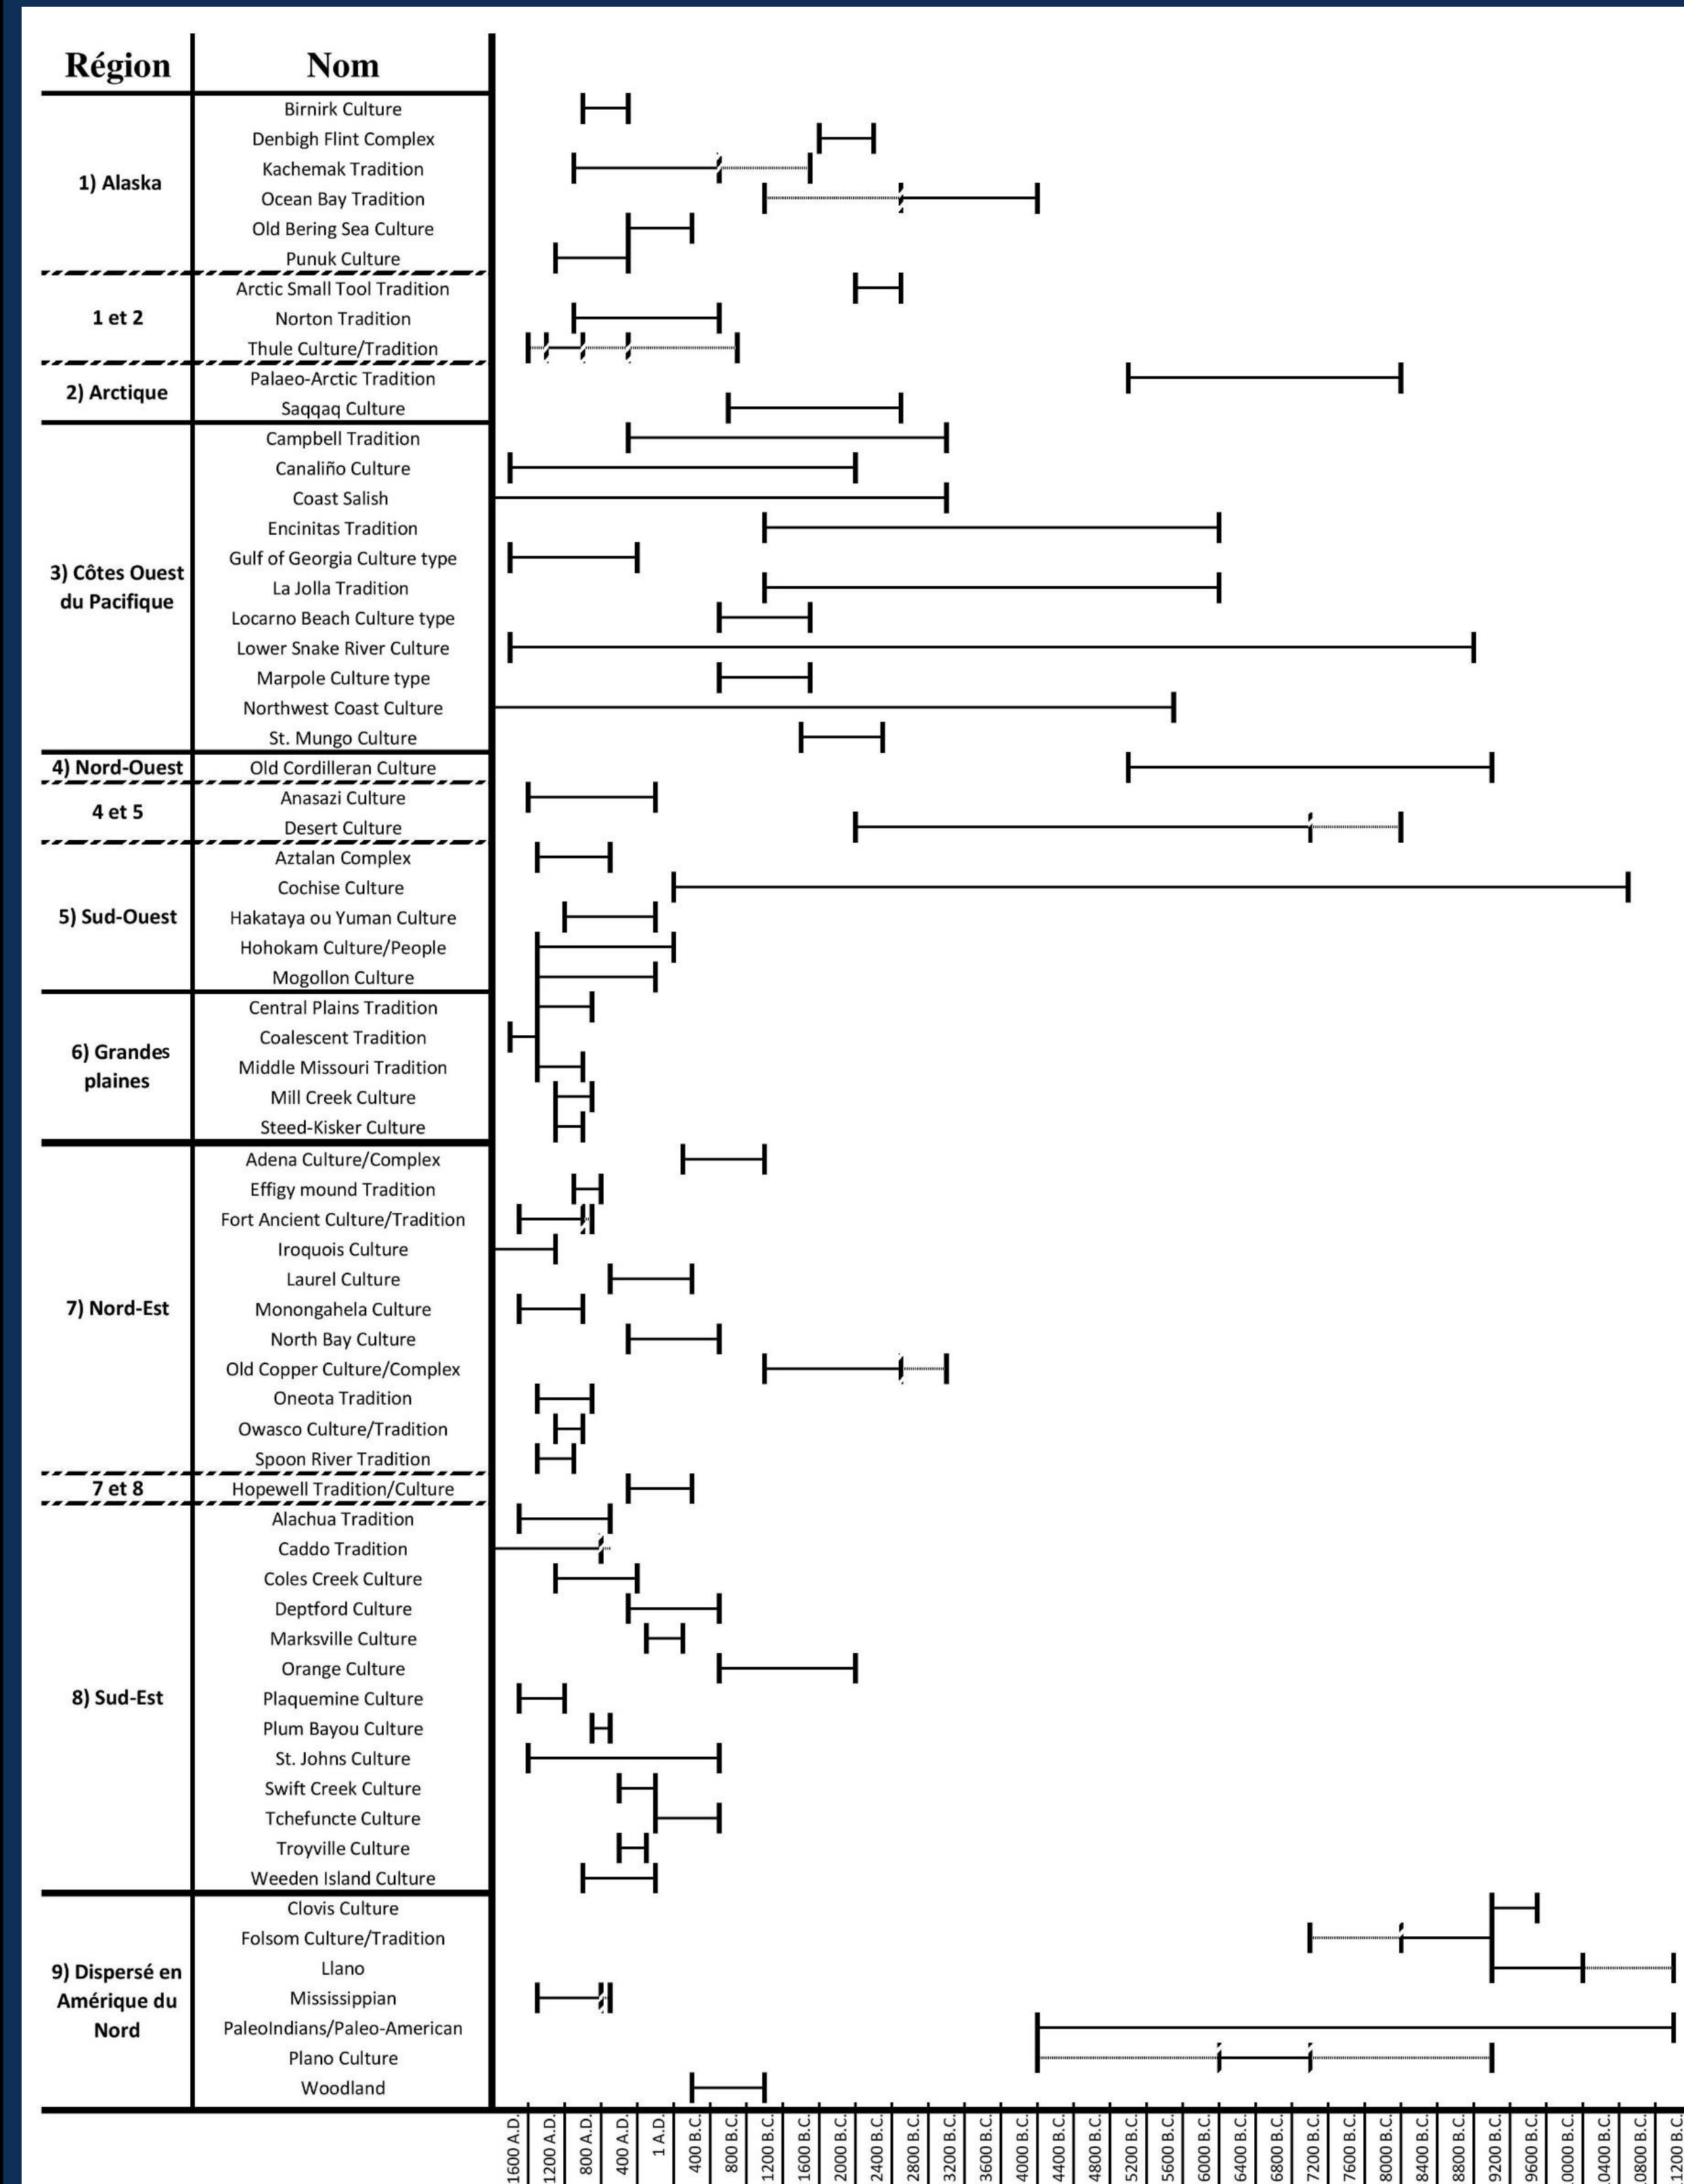 Région
Nom
1) Alaska
Birnirk Culture
Denbigh Flint Complex
Kachemak Tradition
Ocean Bay Tradition
Old Bering Sea Culture
Punuk Culture
1 et 2
Arctic Small Tool Tradition
Norton Tradition
Thule Culture/Tradition
2) Arctique
Palaeo-Arctic Tradition
Saqqaq Culture
3) Côtes Ouest
du Pacifique
Campbell Tradition
Canaliño Culture
Coast Salish
Encinitas Tradition
Gulf of Georgia Culture type
La Jolla Tradition
Locarno Beach Culture type
Lower Snake River Culture
Marpole Culture type
Northwest Coast Culture
St. Mungo Culture
4) Nord-Ouest
Old Cordilleran Culture
4 et 5
Anasazi Culture
Desert Culture
5) Sud-Ouest
Aztalan Complex
Cochise Culture
Hakataya ou Yuman Culture
Hohokam Culture/People
Mogollon Culture
6) Grandes
plaines
Central Plains Tradition
Coalescent Tradition
Middle Missouri Tradition
Mill Creek Culture
Steed-Kisker Culture
7) Nord-Est
Adena Culture/Complex
Effigy mound Tradition
Fort Ancient Culture/Tradition
Iroquois Culture
Laurel Culture
Monongahela Culture
North Bay Culture
Old Copper Culture/Complex
Oneota Tradition
Owasco Culture/Tradition
Spoon River Tradition
7 et 8
Hopewell Tradition/Culture
8) Sud-Est
Alachua Tradition
Caddo Tradition
Coles Creek Culture
Deptford Culture
Marksville Culture
Orange Culture
Plaquemine Culture
Plum Bayou Culture
St. Johns Culture
Swift Creek Culture
Tchefuncte Culture
Troyville Culture
Weeden Island Culture
9) Dispersé en
Amérique du
Nord
Clovis Culture
Folsom Culture/Tradition
Llano
Mississippian
PaleoIndians/Paleo-American
Plano Culture
Woodland
1600 A.D.
1200 A.D.
800 A.D.
400 A.D.
1 A.D.
400 B.C.
800 B.C.
1200 B.C.
1600 B.C.
2000 B.C.
2400 B.C.
2800 B.C.
3200 B.C.
3600 B.C.
4000 B.C.
4400 B.C.
4800 B.C.
5200 B.C.
5600 B.C.
6000 B.C.
6400 B.C.
6800 B.C.
7200 B.C.
7600 B.C.
8000 B.C.
8400 B.C.
8800 B.C.
9200 B.C.
9600 B.C.
0000 B.C.
0400 B.C.
0800 B.C.
1200 B.C.